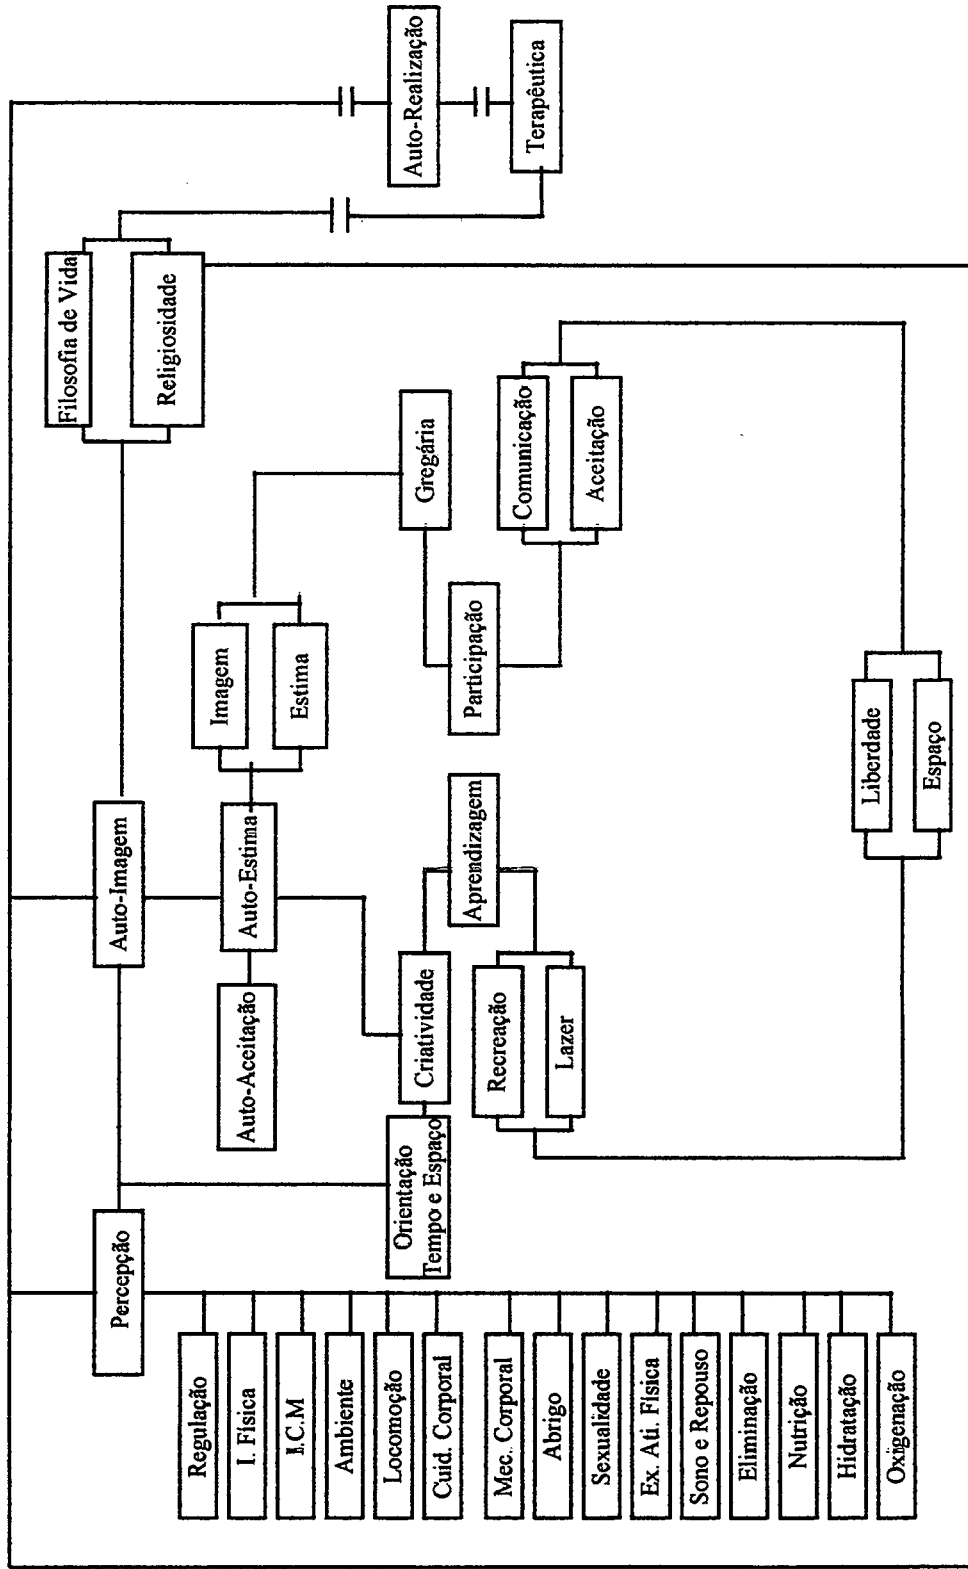 Percepção
Auto-Imagem
Filosofia de Vida
Religiosidade
Auto-Realização
Terapêutica
Auto-Aceitação
Auto-Estima
Imagem
Estima
Orientação
Tempo e Espaço
Criatividade
Gregária
Aprendizagem
Participação
Recreação
Lazer
Comunicação
Aceitação
Liberdade
Espaço
Regulação
I. Física
I.C.M
Ambiente
Locomoção
Cuid. Corporal
Mec. Corporal
Abrigo
Sexualidade
Ex. Ati. Física
Sono e Repouso
Eliminação
Nutrição
Hidratação
Oxigenação